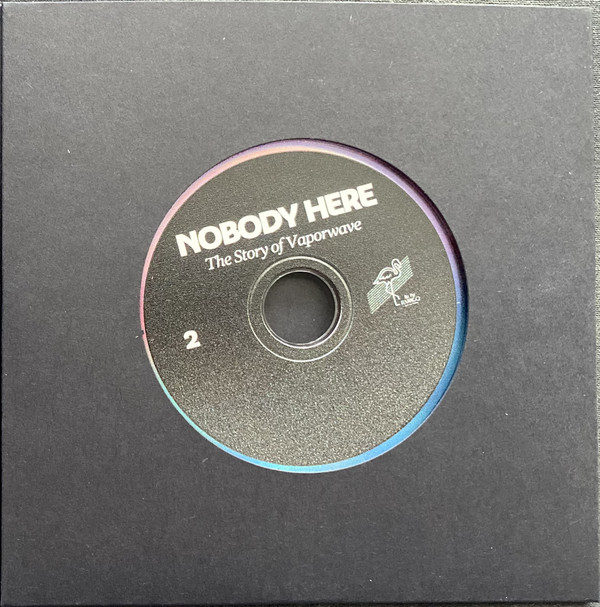 NOBODY HERE
The Story of Vaporwave
2